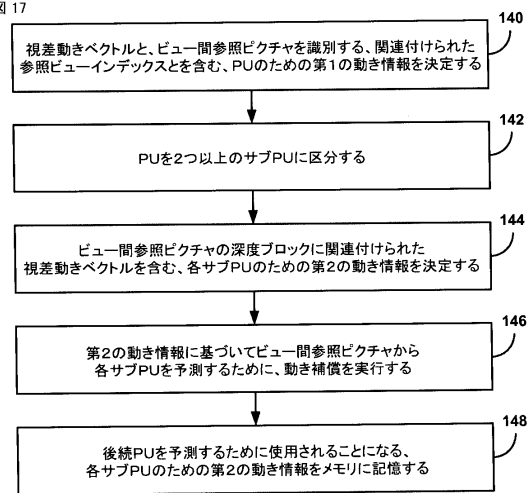 図 17
140
視差動きベクトルと、ビュー間参照ピクチャを識別する、関連付けられた
参照ビューインデックスとを含む、PUのための第1の動き情報を決定する
142
PUを2つ以上のサブPUに区分する
144
ビュー間参照ピクチャの深度ブロックに関連付けられた
視差動きベクトルを含む、各サブPUのための第2の動き情報を決定する
146
第2の動き情報に基づいてビュー間参照ピクチャから
各サブPUを予測するために、動き補償を実行する
148
後続PUを予測するために使用されることになる、
各サブPUのための第2の動き情報をメモリに記憶する